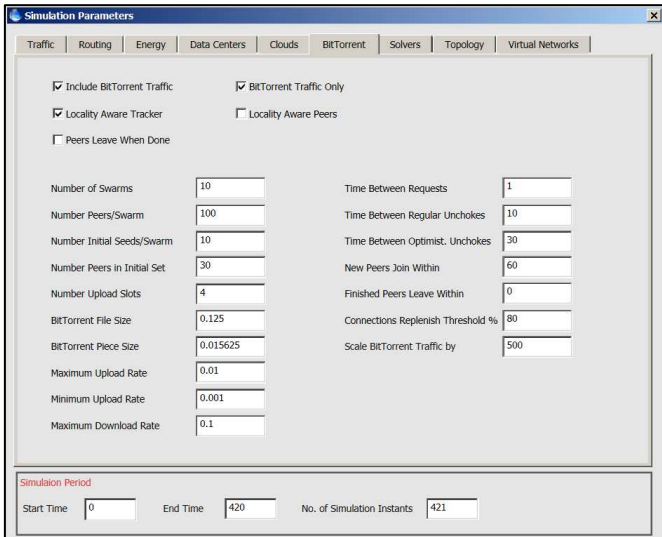 Simulation Parameters
Traffic Routing Energy Data Centers Clouds BitTorrent Solvers Topology Virtual Networks
Include BitTorrent Traffic BitTorrent Traffic Only
Locality Aware Tracker Locality Aware Peers
Peers Leave When Done
Number of Swarms 10 Time Between Requests 1
Number Peers/Swarm 100 Time Between Regular Unchokes 10
Number Initial Seeds/Swarm 10 Time Between Optimist. Unchokes 30
Number Peers in Initial Set 30 New Peers Join Within 60
Number Upload Slots 4 Finished Peers Leave Within 0
BitTorrent File Size 0.125 Connections Replenish Threshold % 80
BitTorrent Piece Size 0.015625 Scale BitTorrent Traffic by 500
Maximum Upload Rate 0.01
Minimum Upload Rate 0.001
Maximum Download Rate 0.1
Simulaion Period
Start Time 0 End Time 420 No. of Simulation Instants 421